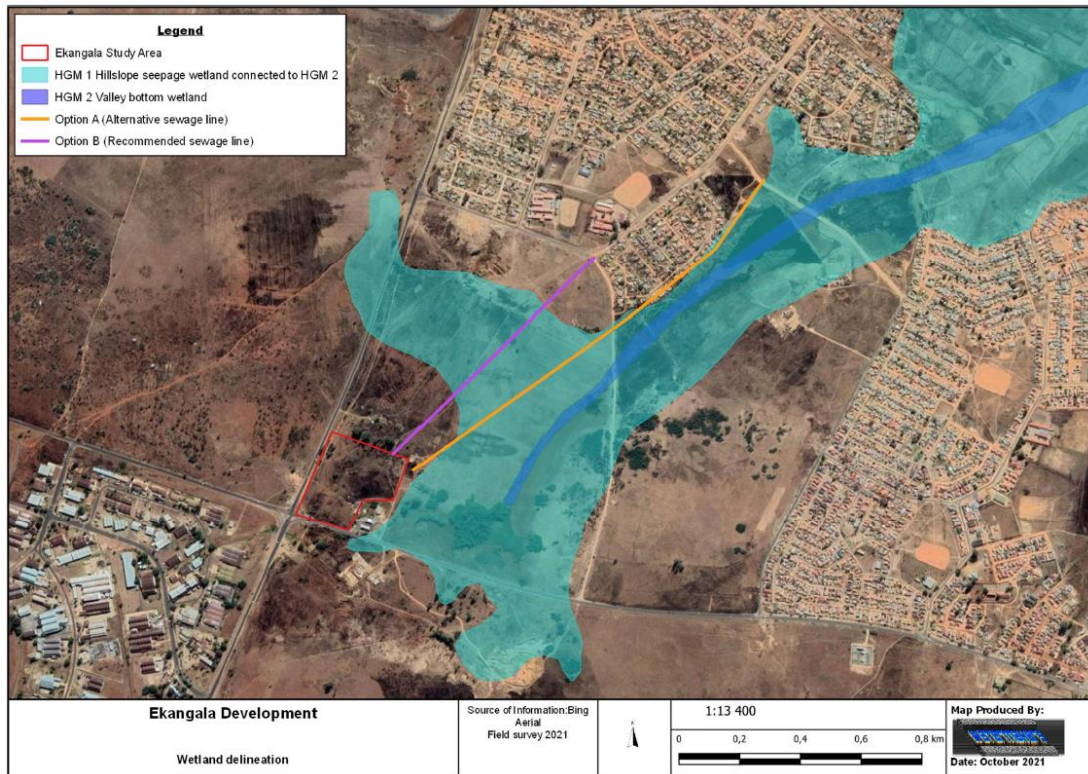 Legend
Ekangala Study Area
HGM 1 Hillslope seepage wetland connected to HGM 2
HGM 2 Valley bottom wetland
Option A (Alternative sewage line)
Option B (Recommended sewage line)
Ekangala Development
Wetland delineation
Source of Information:Bing
Aerial
Field survey 2021
1:13 400
0 0,2 0,4 0,6 0,8 km
Map Produced By:
Date: October 2021